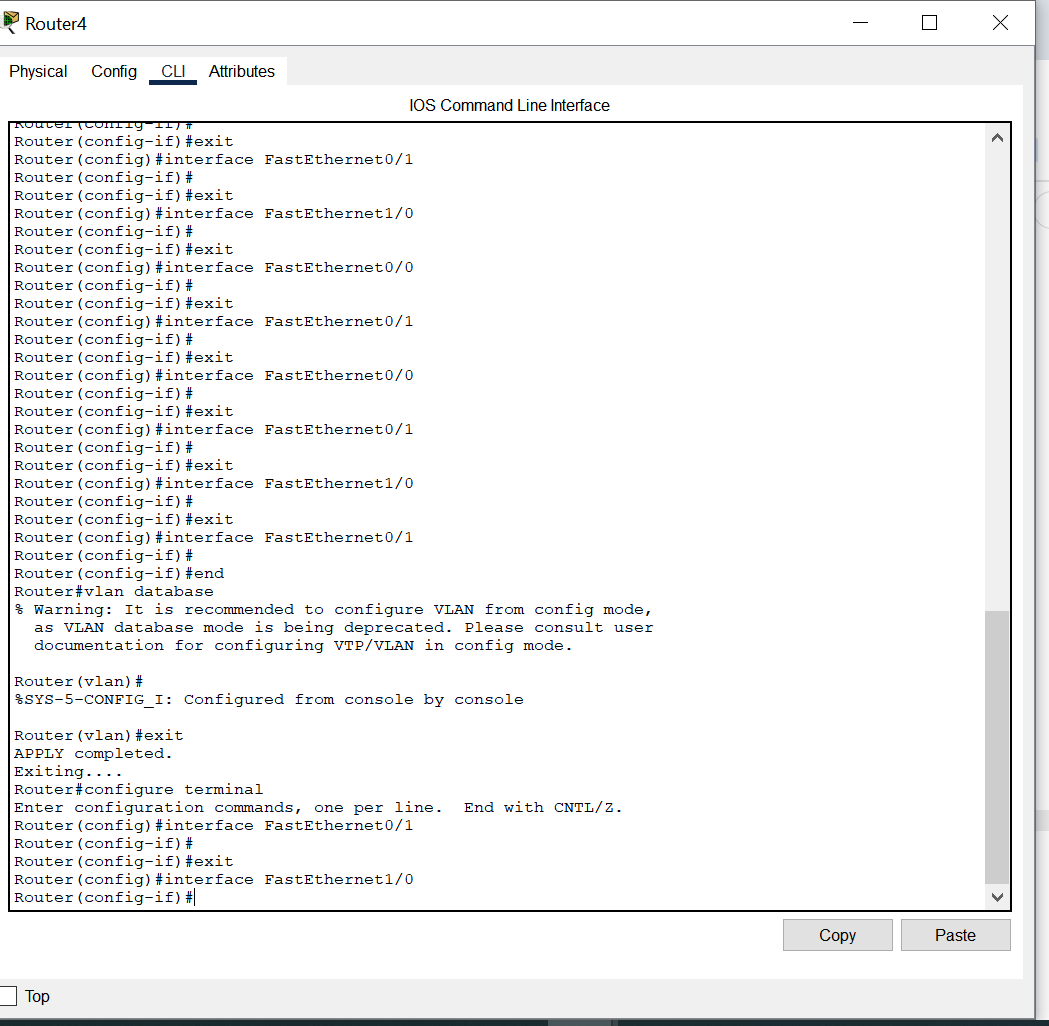 Router4
Physical Config CLI Attributes
IOS Command Line Interface
Router(config-if)#
Router(config-if)#exit
Router(config)#interface FastEthernet0/1
Router(config-if)#
Router(config-if)#exit
Router(config)#interface FastEthernet1/0
Router(config-if)#
Router(config-if)#exit
Router(config)#interface FastEthernet0/0
Router(config-if)#
Router(config-if)#exit
Router(config)#interface FastEthernet0/1
Router(config-if)#
Router(config-if)#exit
Router(config)#interface FastEthernet0/0
Router(config-if)#
Router(config-if)#exit
Router(config)#interface FastEthernet0/1
Router(config-if)#
Router(config-if)#exit
Router(config)#interface FastEthernet1/0
Router(config-if)#
Router(config-if)#exit
Router(config)#interface FastEthernet0/1
Router(config-if)#
Router(config-if)#end
Router#vlan database
% Warning: It is recommended to configure VLAN from config mode,
as VLAN database mode is being deprecated. Please consult user
documentation for configuring VTP/VLAN in config mode.
Router(vlan)#
%SYS-5-CONFIG_I: Configured from console by console
Router(vlan)#exit
APPLY completed.
Exiting....
Router#configure terminal
Enter configuration commands, one per line.  End with CNTL/Z.
Router(config)#interface FastEthernet0/1
Router(config-if)#
Router(config-if)#exit
Router(config)#interface FastEthernet1/0
Router(config-if)#
Copy Paste
Top